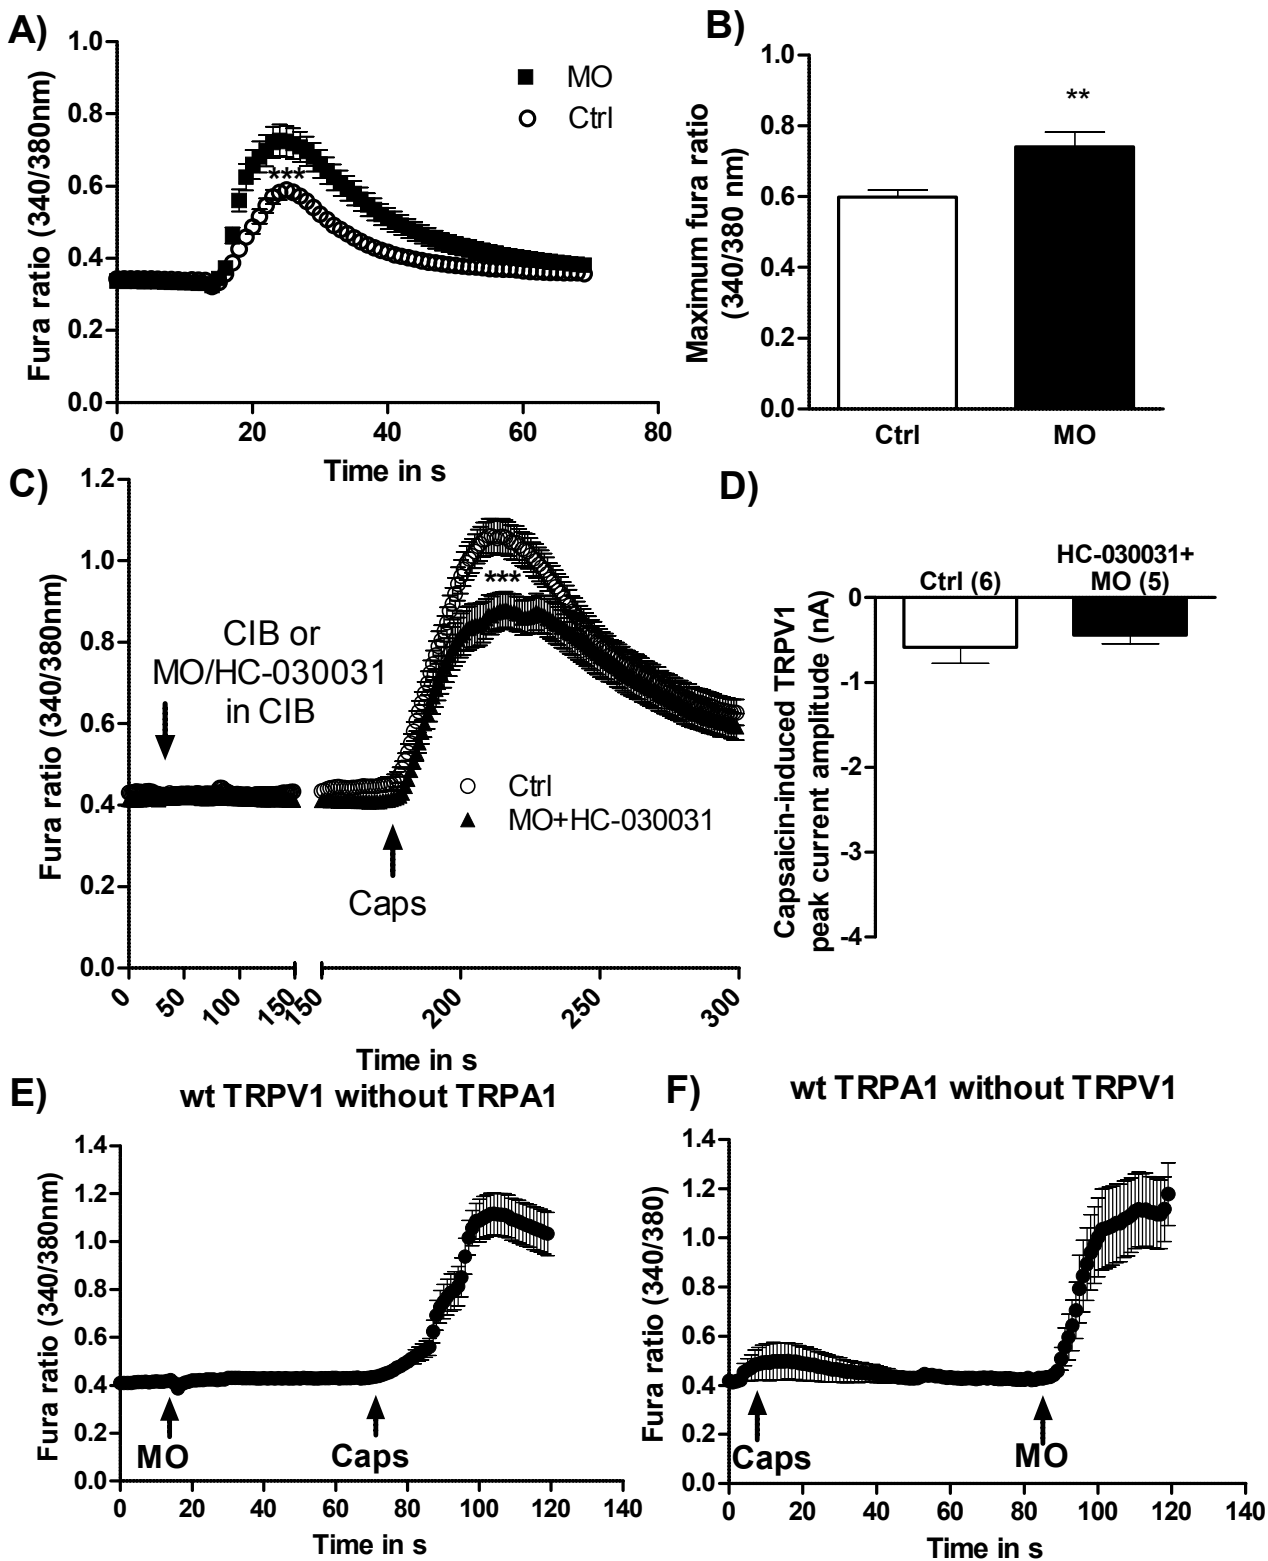 A)
1.0
0.8
0.6
0.4
0.2
0.0
Fura ratio (340/380nm)
MO
Ctrl
***
0 20 40 60 80
Time in s
B)
1.0
0.8
0.6
0.4
0.2
0.0
Maximum fura ratio
(340/380 nm)
**
Ctrl MO
C)
1.2
1.0
0.8
0.6
0.4
0.2
0.0
Fura ratio (340/380nm)
CIB or
MO/HC-030031
in CIB
***
Ctrl
MO+HC-030031
Caps
0 50 100 150 150 200 250 300
Time in s
D)
HC-030031+
Ctrl (6) MO (5)
0
-1
-2
-3
-4
Capsaicin-induced TRPV1
peak current amplitude (nA)
E)
wt TRPV1 without TRPA1
1.4
1.2
1.0
0.8
0.6
0.4
0.2
0.0
Fura ratio (340/380nm)
MO Caps
0 20 40 60 80 100 120 140
Time in s
F)
wt TRPA1 without TRPV1
1.4
1.2
1.0
0.8
0.6
0.4
0.2
0.0
Fura ratio (340/380)
Caps MO
0 20 40 60 80 100 120 140
Time in s